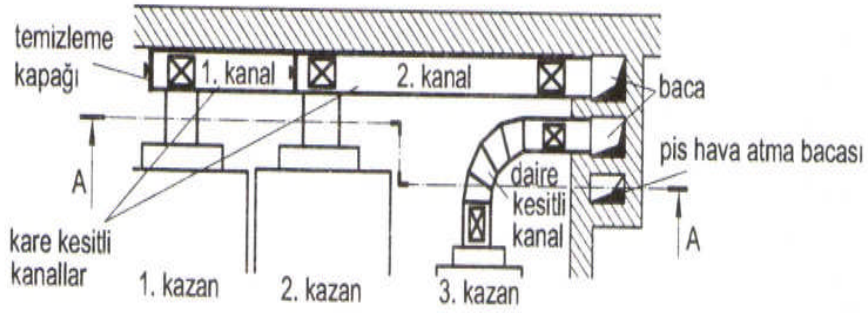 temizleme
kapağı
1. kanal
2. kanal
baca
pis hava atma bacası
A
daire
kesitli
kanal
A
kare kesitli
kanallar
1. kazan
2. kazan
3. kazan